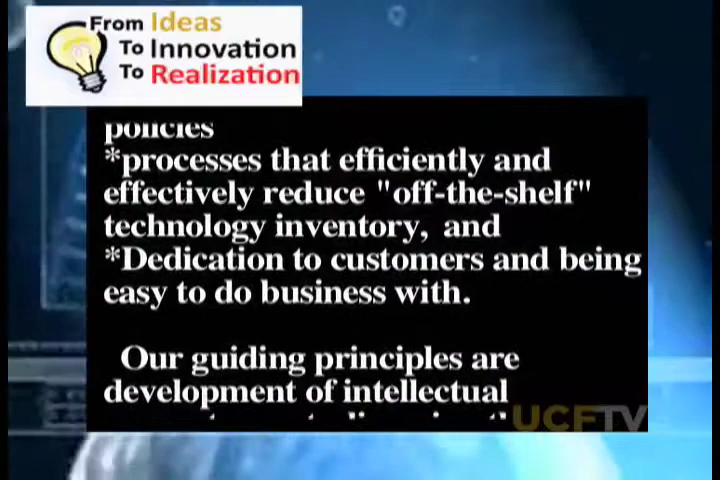 From Ideas
To Innovation
To Realization
policies
*processes that efficiently and
effectively reduce "off-the-shelf"
technology inventory, and
*Dedication to customers and being
easy to do business with.
Our guiding principles are
development of intellectual
UCFTV